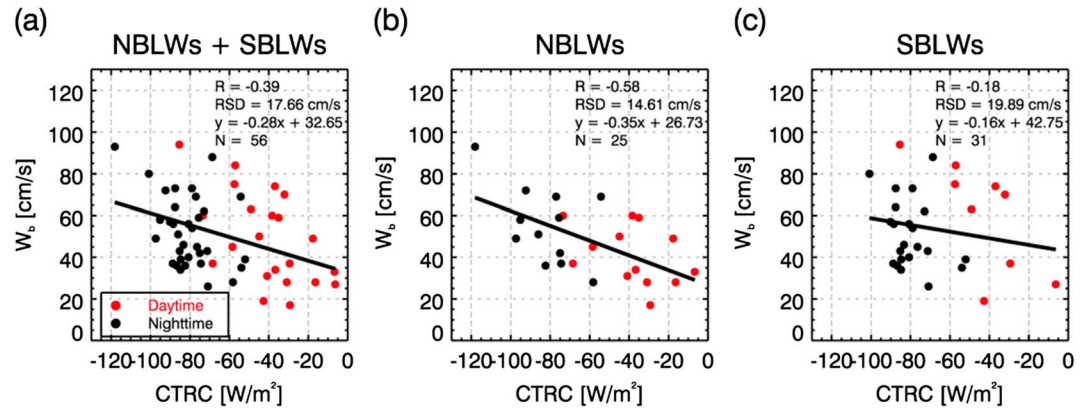 (a)
NBLWs + SBLWs
R = -0.39
RSD = 17.66 cm/s
y = -0.28x + 32.65
N = 56
120
100
80
60
40
20
0
W_b [cm/s]
Daytime
Nighttime
-120 -100 -80 -60 -40 -20 0
CTRC [W/m²]
(b)
NBLWs
R = -0.58
RSD = 14.61 cm/s
y = -0.35x + 26.73
N = 25
120
100
80
60
40
20
0
W_b [cm/s]
-120 -100 -80 -60 -40 -20 0
CTRC [W/m²]
(c)
SBLWs
R = -0.18
RSD = 19.89 cm/s
y = -0.16x + 42.75
N = 31
120
100
80
60
40
20
0
W_b [cm/s]
-120 -100 -80 -60 -40 -20 0
CTRC [W/m²]